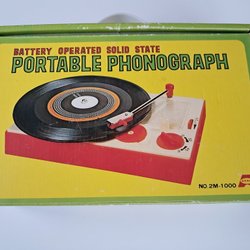 BATTERY OPERATED SOLID STATE
PORTABLE PHONOGRAPH
NO. 2M-1000